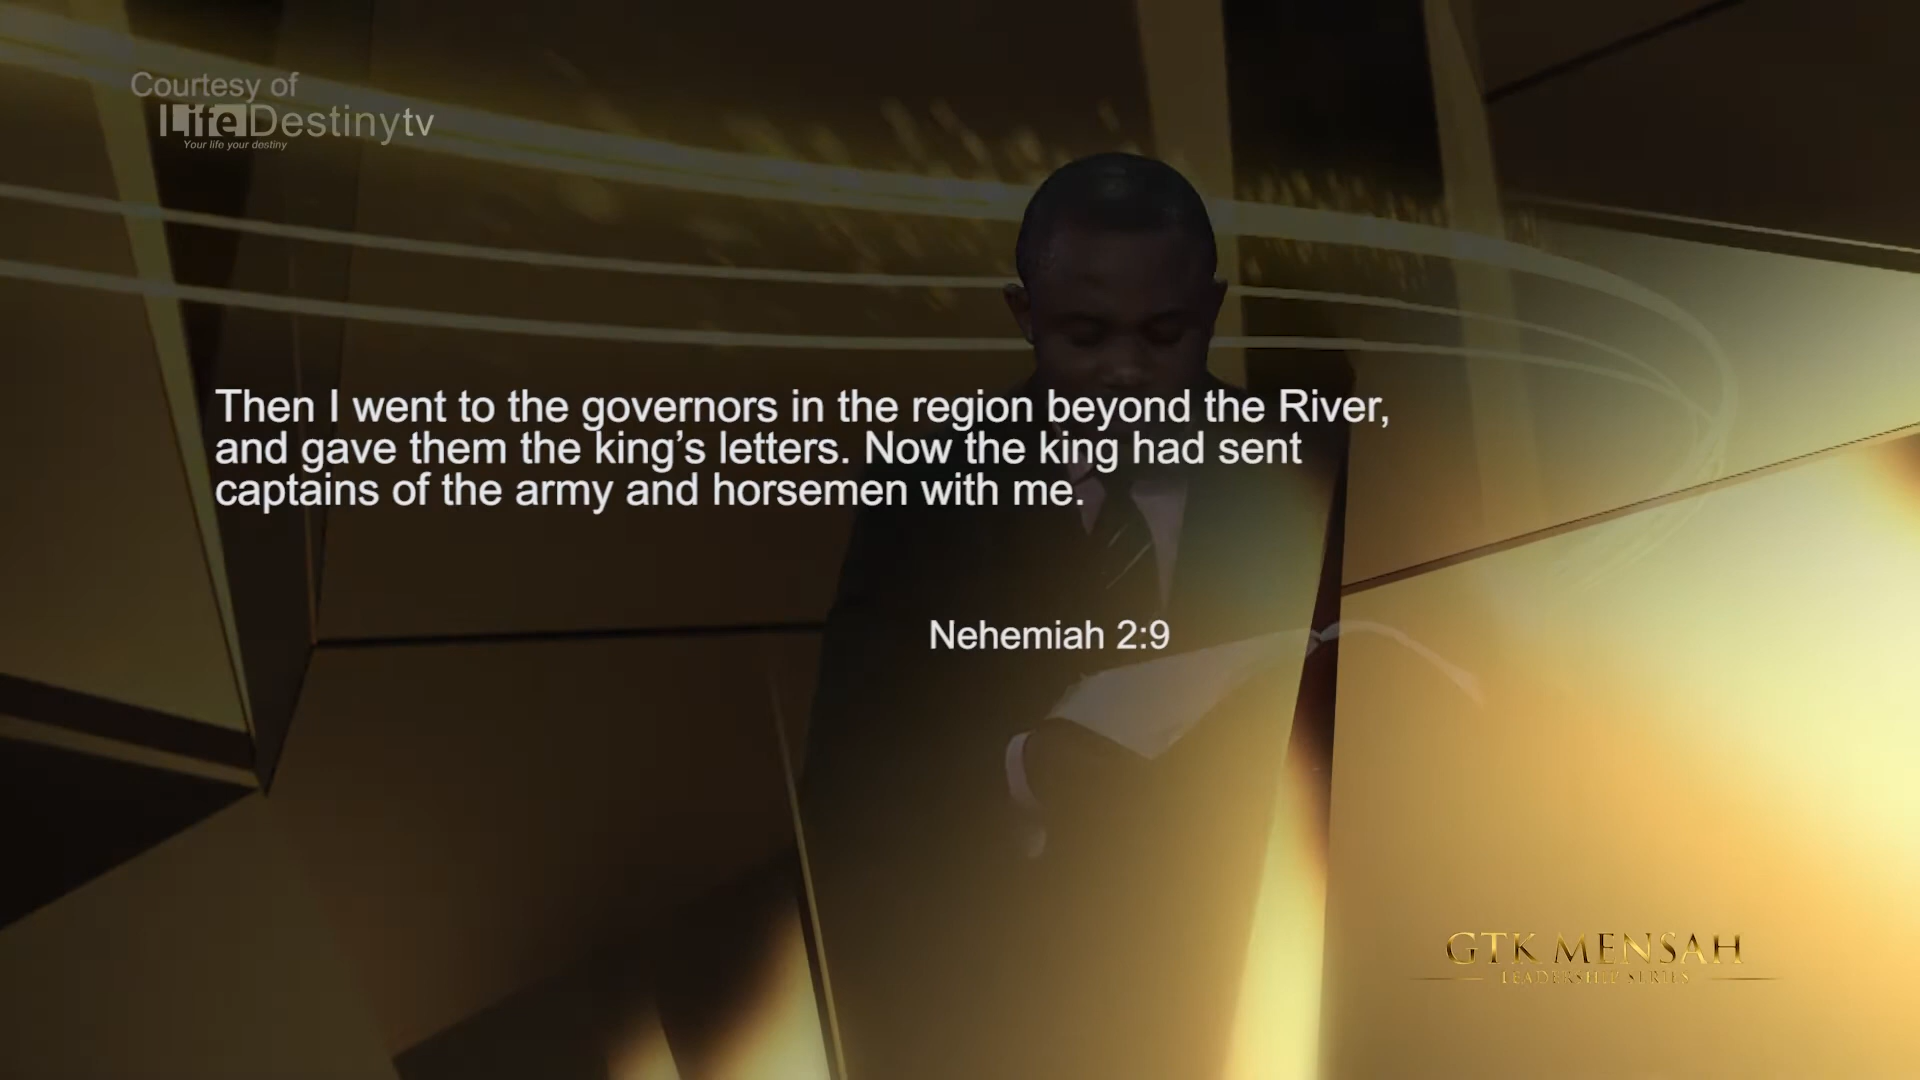 Courtesy of
Life Destinytv
Your life your destiny
Then I went to the governors in the region beyond the River,
and gave them the king’s letters. Now the king had sent
captains of the army and horsemen with me.
Nehemiah 2:9
GTK MENSAH
LEADERSHIP SERIES